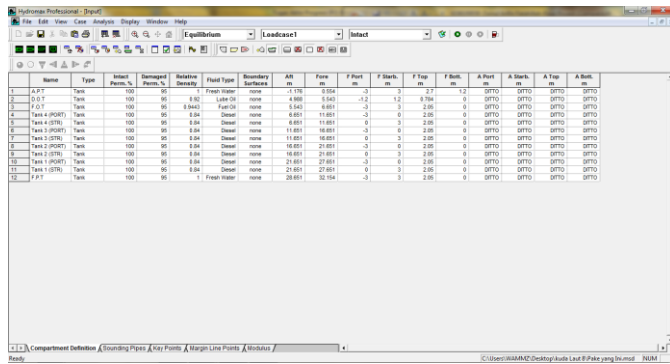 Hydromax Professional - [Input]
File Edit View Case Analysis Display Window Help
Equilibrium Loadcase1 Intact
Name Type Intact Perm. % Damaged Perm. % Relative Density Fluid Type Boundary Surfaces Aft m Fore m F Port m F Starb. m F Top m F Bott. m A Port m A Starb. m A Top m A Bott. m
1 A.P.T Tank 100 95 1 Fresh Water none -1.176 0.554 -3 3 2.7 1.2 DITTO DITTO DITTO DITTO
2 D.O.T Tank 100 95 0.92 Lube Oil none 4.988 5.543 -1.2 1.2 0.784 0 DITTO DITTO DITTO DITTO
3 F.O.T Tank 100 95 0.9443 Fuel Oil none 5.543 6.651 -3 3 2.05 0 DITTO DITTO DITTO DITTO
4 Tank 4 (PORT) Tank 100 95 0.84 Diesel none 6.651 11.651 -3 0 2.05 0 DITTO DITTO DITTO DITTO
5 Tank 4 (STR) Tank 100 95 0.84 Diesel none 6.651 11.651 0 3 2.05 0 DITTO DITTO DITTO DITTO
6 Tank 3 (PORT) Tank 100 95 0.84 Diesel none 11.651 16.651 -3 0 2.05 0 DITTO DITTO DITTO DITTO
7 Tank 3 (STR) Tank 100 95 0.84 Diesel none 11.651 16.651 0 3 2.05 0 DITTO DITTO DITTO DITTO
8 Tank 2 (PORT) Tank 100 95 0.84 Diesel none 16.651 21.651 -3 0 2.05 0 DITTO DITTO DITTO DITTO
9 Tank 2 (STR) Tank 100 95 0.84 Diesel none 16.651 21.651 0 3 2.05 0 DITTO DITTO DITTO DITTO
10 Tank 1 (PORT) Tank 100 95 0.84 Diesel none 21.651 27.651 -3 0 2.05 0 DITTO DITTO DITTO DITTO
11 Tank 1 (STR) Tank 100 95 0.84 Diesel none 21.651 27.651 0 3 2.05 0 DITTO DITTO DITTO DITTO
12 F.P.T Tank 100 95 1 Fresh Water none 28.651 32.154 -3 3 2.05 0 DITTO DITTO DITTO DITTO
Compartment Definition Sounding Pipes Key Points Margin Line Points Modulus
Ready C:\Users\WAMMZ\Desktop\kuda Laut 8\Pake yang Ini.msd NUM